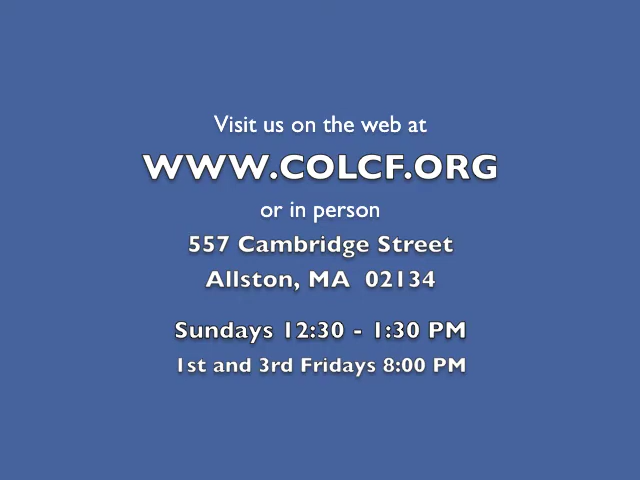 Visit us on the web at
WWW.COLCF.ORG
or in person
557 Cambridge Street
Allston, MA 02134
Sundays 12:30 - 1:30 PM
1st and 3rd Fridays 8:00 PM